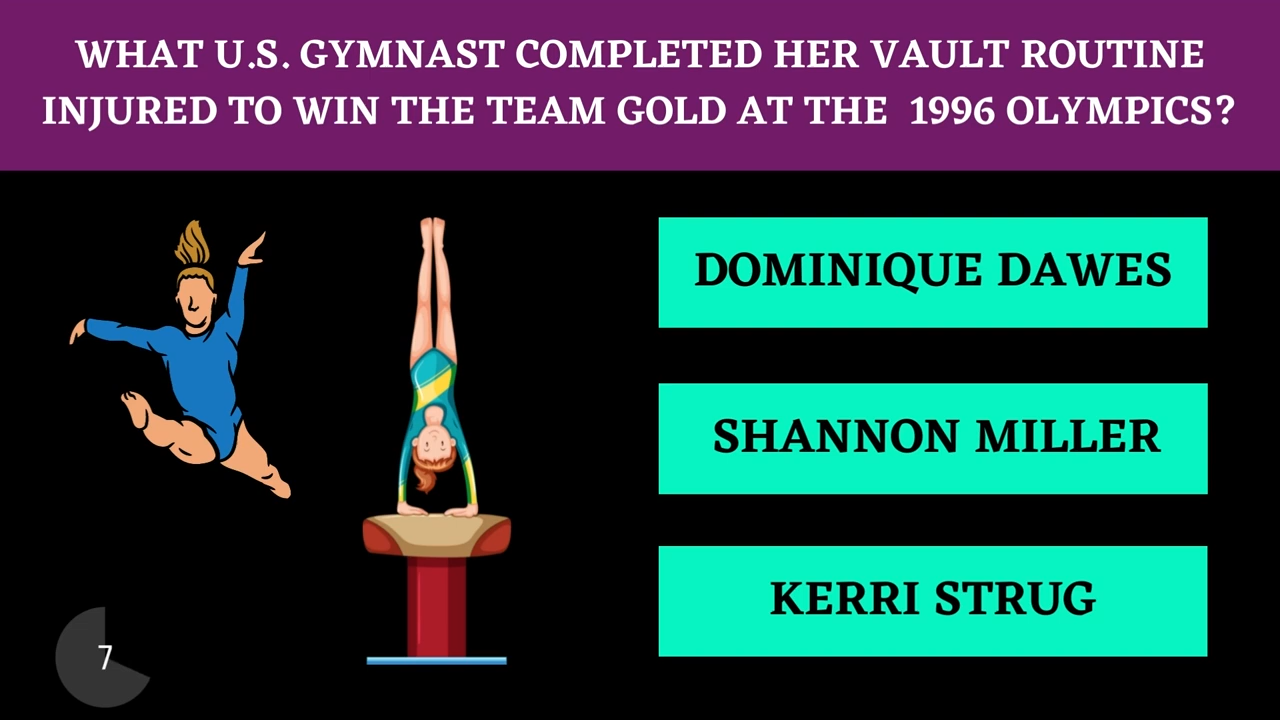 WHAT U.S. GYMNAST COMPLETED HER VAULT ROUTINE
INJURED TO WIN THE TEAM GOLD AT THE 1996 OLYMPICS?
DOMINIQUE DAWES
SHANNON MILLER
KERRI STRUG
7